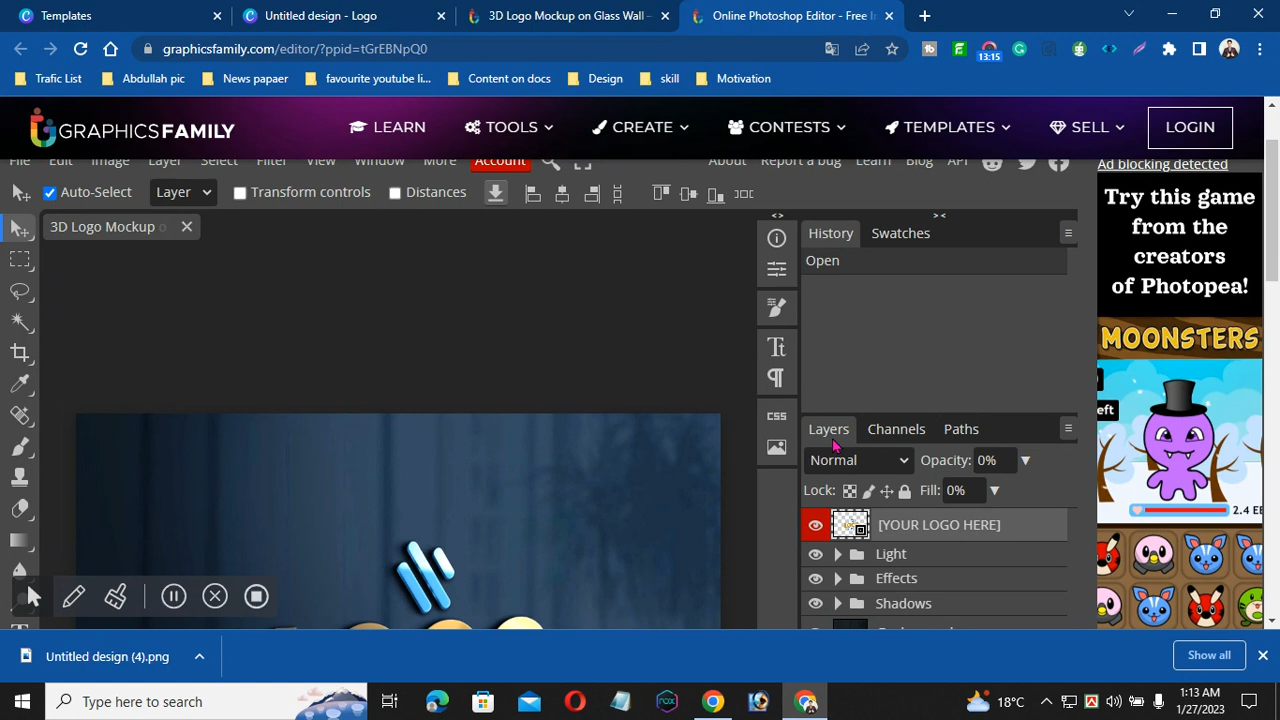 Templates
Untitled design - Logo
3D Logo Mockup on Glass Wall –
Online Photoshop Editor - Free
graphicsfamily.com/editor/?ppid=tGrEBNpQ0
13:15
Trafic List
Abdullah pic
News papaer
favourite youtube li...
Content on docs
Design
skill
Motivation
GRAPHICSFAMILY
LEARN
TOOLS
CREATE
CONTESTS
TEMPLATES
SELL
LOGIN
File Edit Image Layer Select Filter View Window More Account
About Report a bug Learn Blog API
Ad blocking detected
Auto-Select
Layer
Transform controls
Distances
Try this game
from the
creators
of Photopea!
3D Logo Mockup
History
Swatches
Open
Tt
CSS
MOONSTERS
Layers
Channels
Paths
Normal
Opacity: 0%
Lock:
Fill: 0%
[YOUR LOGO HERE]
Light
Effects
Shadows
2.4
Untitled design (4).png
Show all
Type here to search
18°C
1:13 AM
1/27/2023